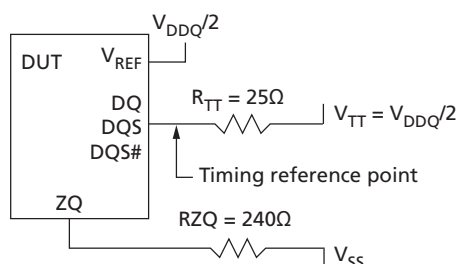 VDDQ/2
DUT
VREF
DQ
DQS
DQS#
RTT = 25Ω
VTT = VDDQ/2
Timing reference point
ZQ
RZQ = 240Ω
VSS